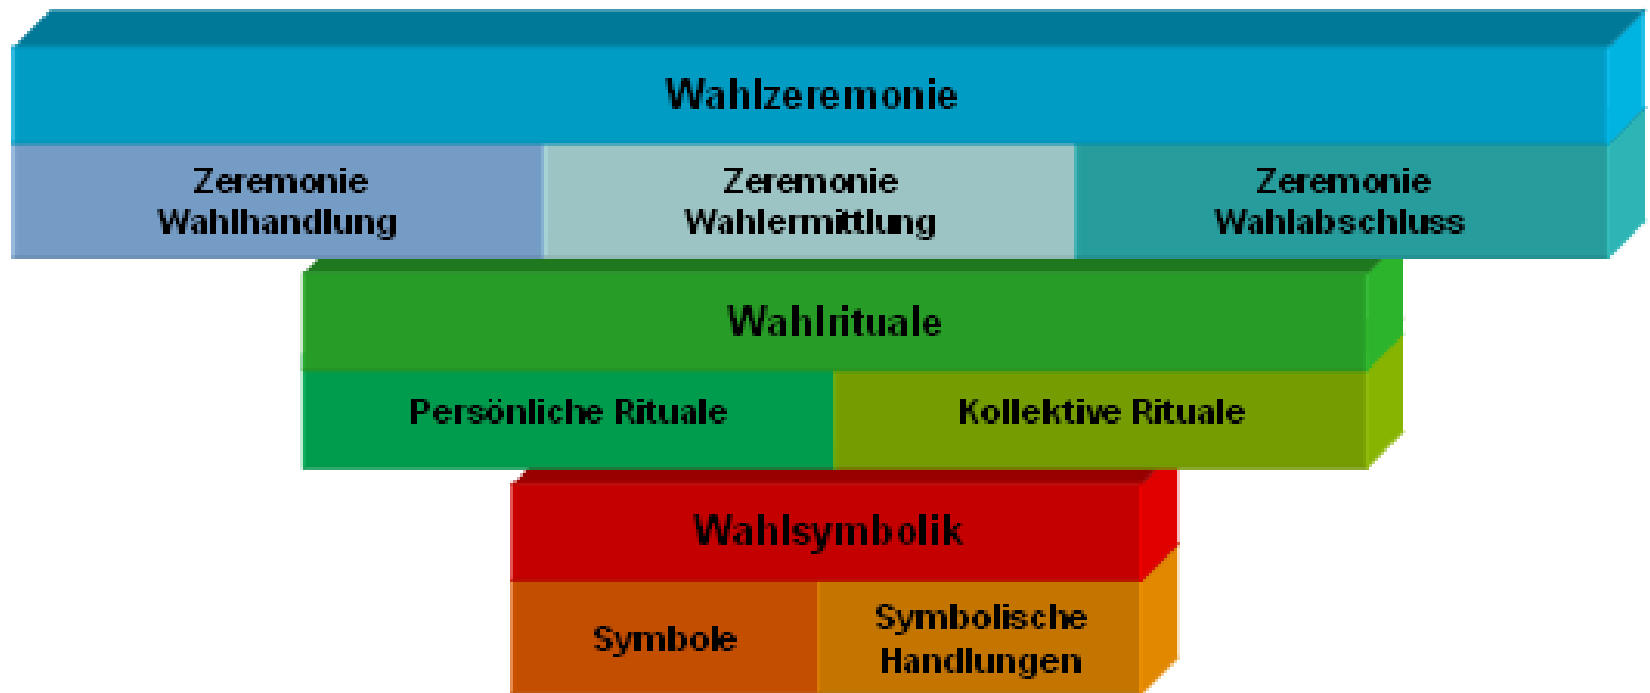 Wahlzeremonie
Zeremonie
Wahlhandlung
Zeremonie
Wahlermittlung
Zeremonie
Wahlabschluss
Wahlrituale
Persönliche Rituale
Kollektive Rituale
Wahlsymbolik
Symbole
Symbolische
Handlungen